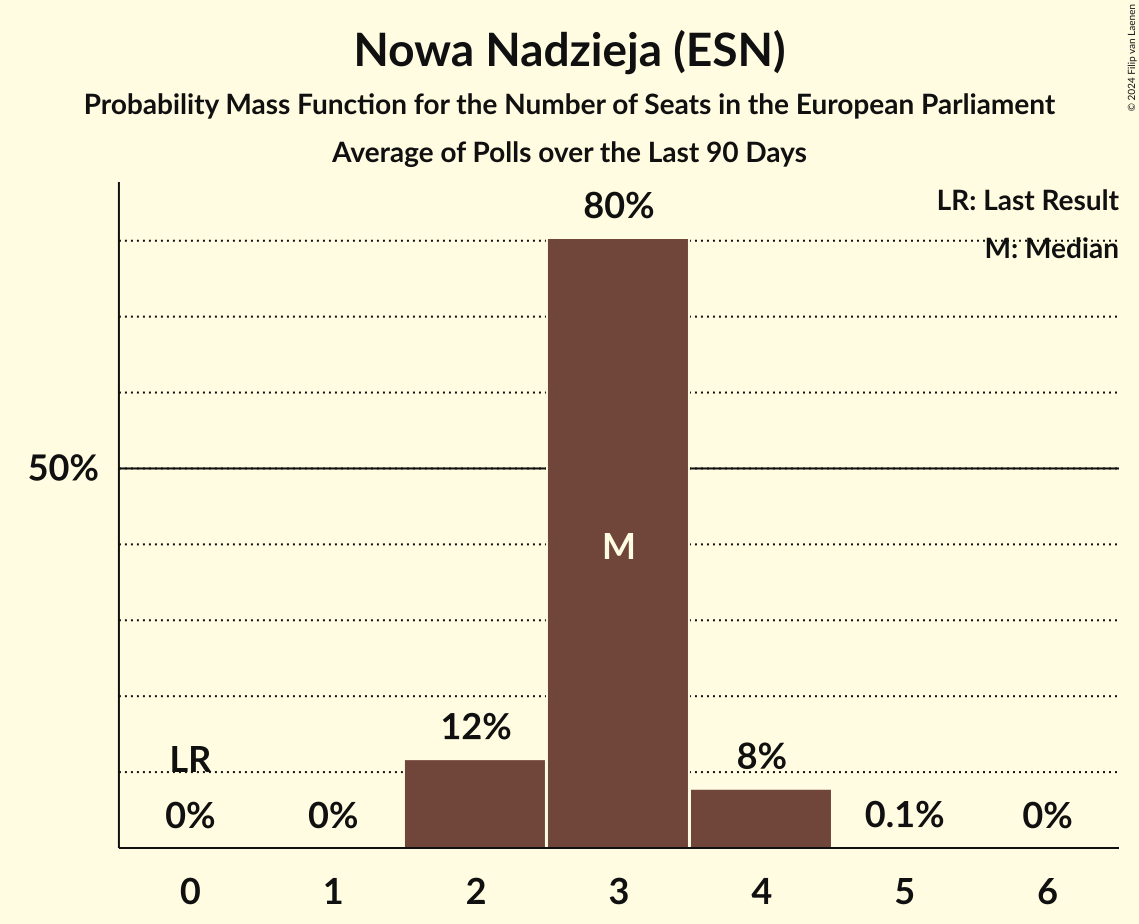 Nowa Nadzieja (ESN)
Probability Mass Function for the Number of Seats in the European Parliament
Average of Polls over the Last 90 Days
© 2024 Filip van Laenen
LR: Last Result
M: Median
80%
50%
M
12%
LR
8%
0%
0%
0.1%
0%
0
1
2
3
4
5
6